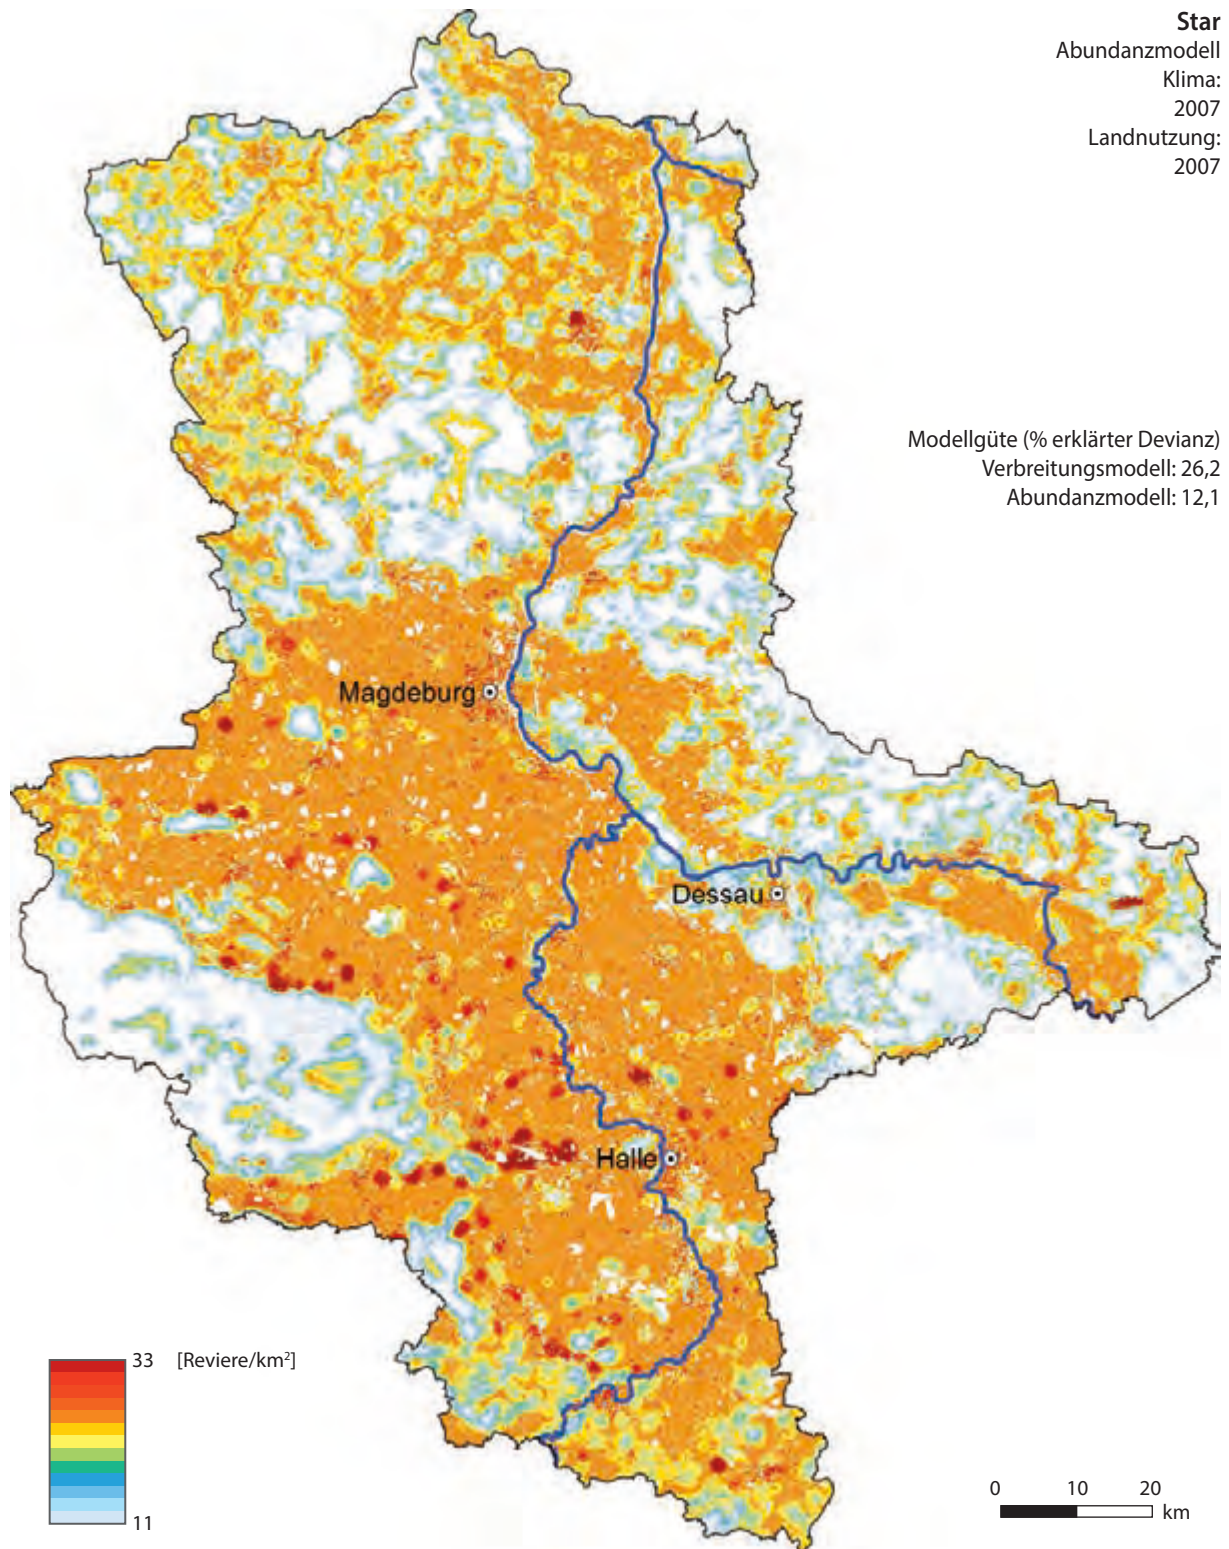 Star
Abundanzmodell
Klima:
2007
Landnutzung:
2007
Modellgüte (% erklärter Devianz)
Verbreitungsmodell: 26,2
Abundanzmodell: 12,1
Magdeburg
Dessau
Halle
33 [Reviere/km²]
11
0 10 20
km